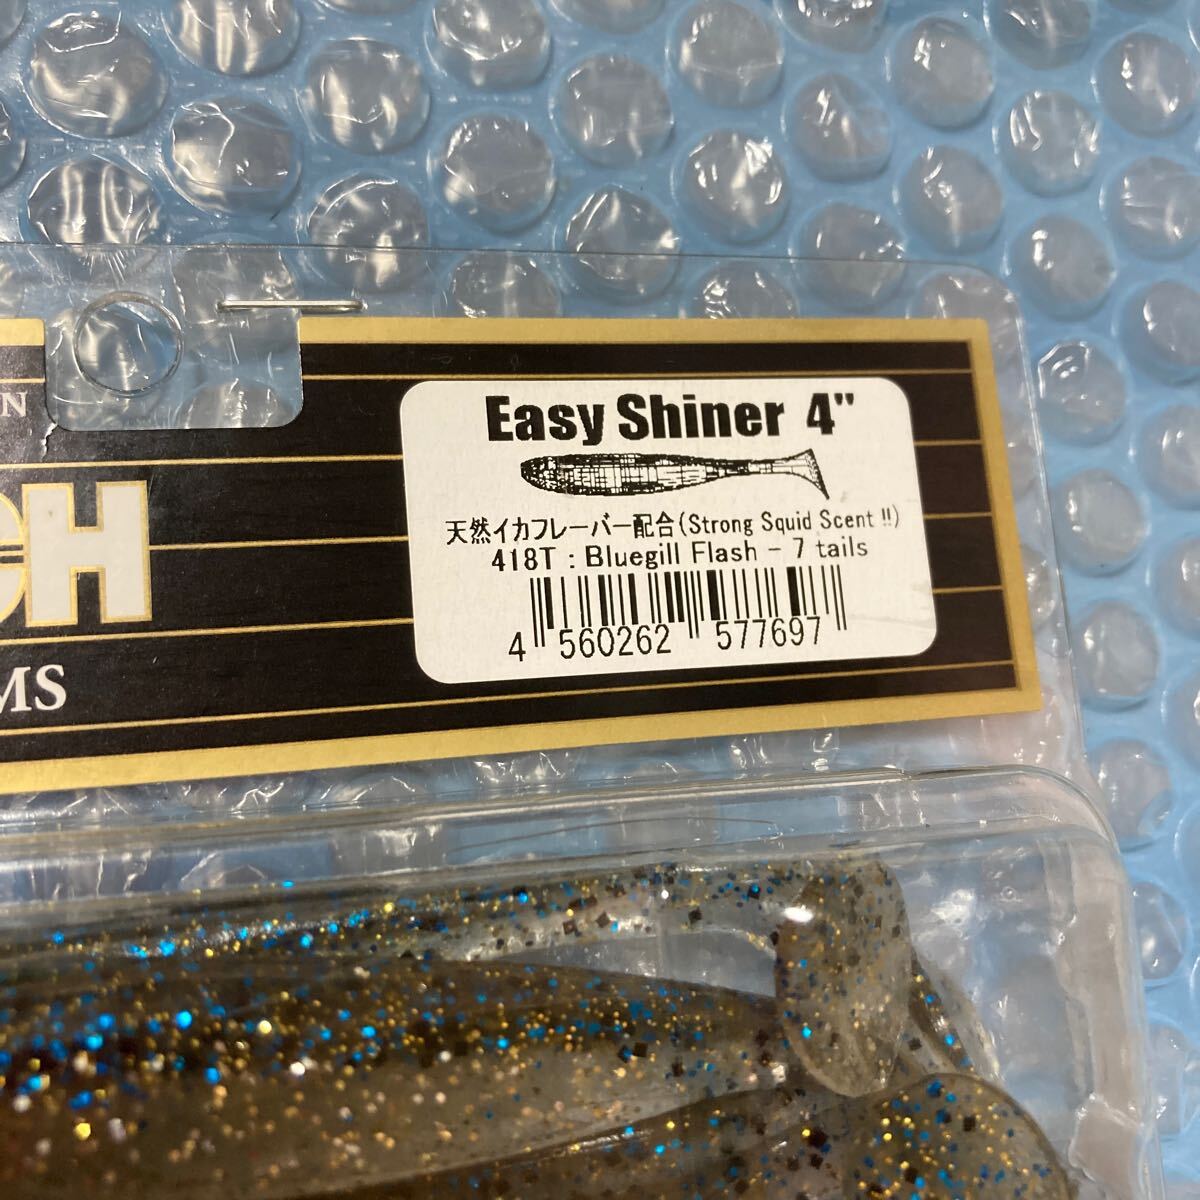 N
CH
MS
Easy Shiner 4"
天然イカフレーバー配合(Strong Squid Scent !!)
418T : Bluegill Flash - 7 tails
4 560262 577697